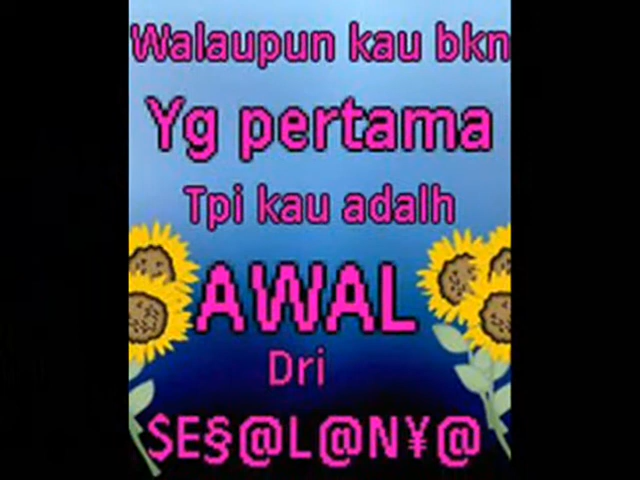 Walaupun kau bkn
Yg pertama
Tpi kau adalh
AWAL
Dri
$E§@L@N¥@